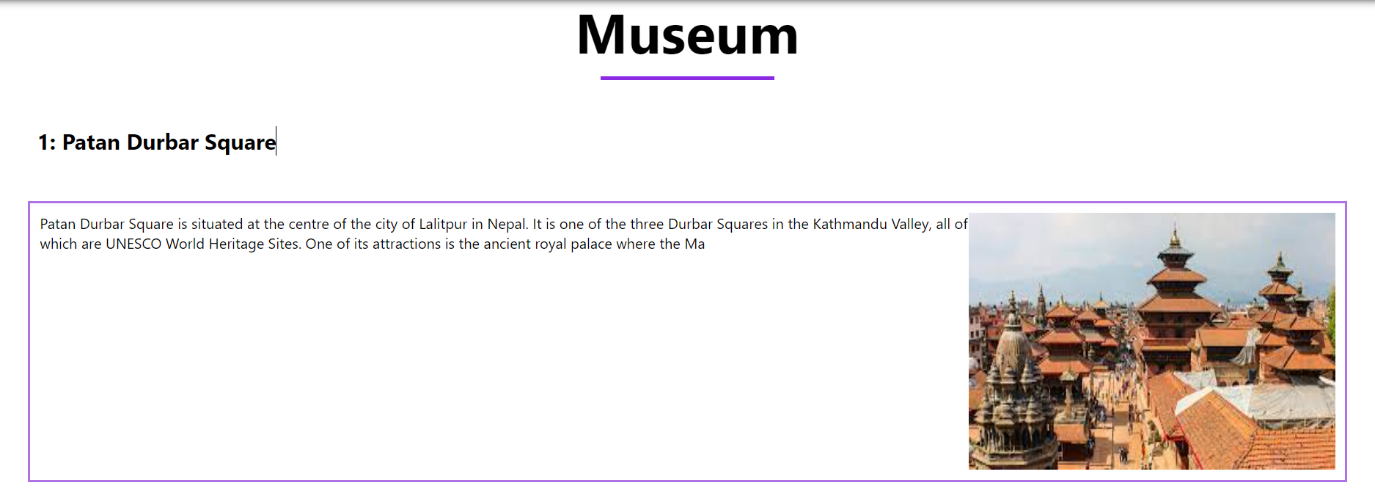 Museum
1: Patan Durbar Square
Patan Durbar Square is situated at the centre of the city of Lalitpur in Nepal. It is one of the three Durbar Squares in the Kathmandu Valley, all of
which are UNESCO World Heritage Sites. One of its attractions is the ancient royal palace where the Ma